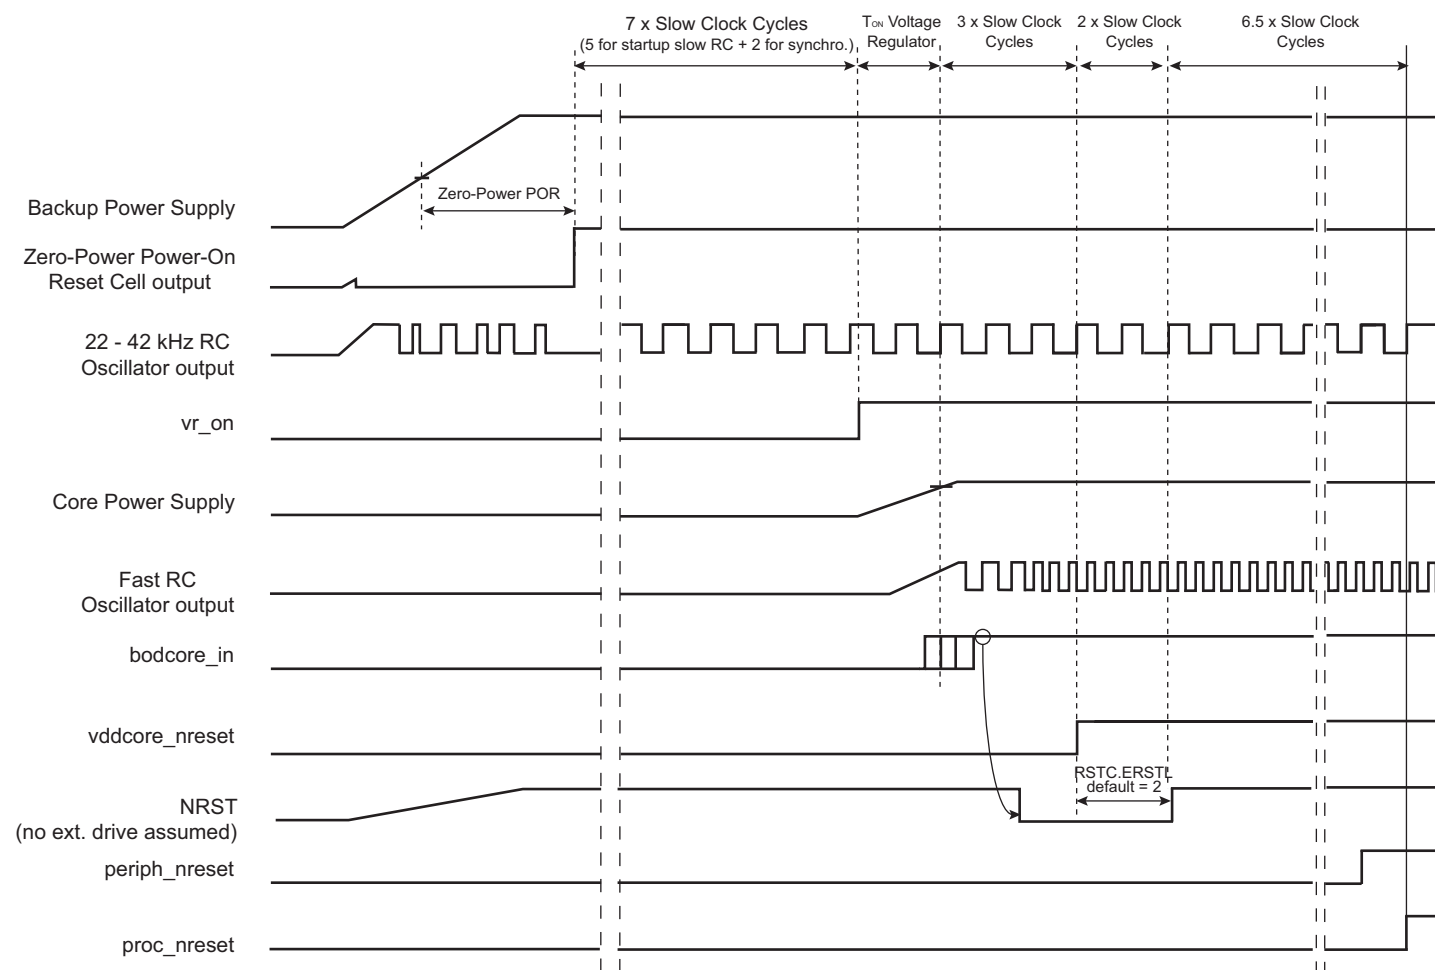 7 x Slow Clock Cycles
(5 for startup slow RC + 2 for synchro.)
TON Voltage
Regulator
3 x Slow Clock
Cycles
2 x Slow Clock
Cycles
6.5 x Slow Clock
Cycles
Zero-Power POR
Backup Power Supply
Zero-Power Power-On
Reset Cell output
22 - 42 kHz RC
Oscillator output
vr_on
Core Power Supply
Fast RC
Oscillator output
bodcore_in
vddcore_nreset
RSTC.ERSTL
default = 2
NRST
(no ext. drive assumed)
periph_nreset
proc_nreset